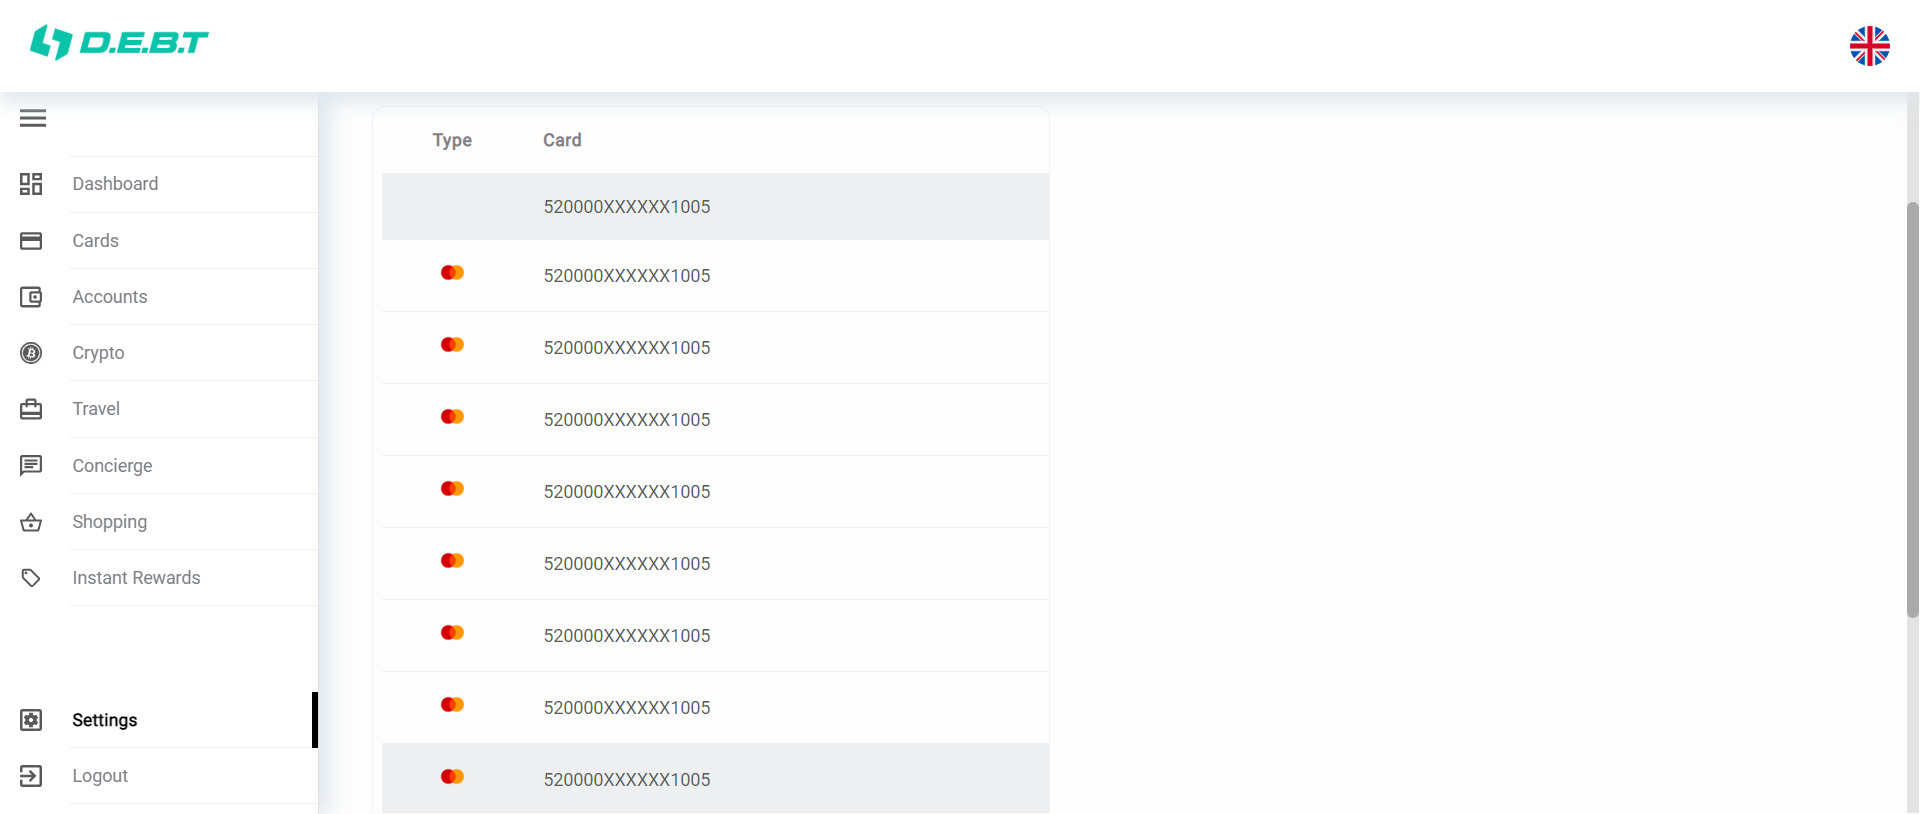 D.E.B.T
Dashboard
Cards
Accounts
Crypto
Travel
Concierge
Shopping
Instant Rewards
Settings
Logout
Type Card
520000XXXXXX1005
520000XXXXXX1005
520000XXXXXX1005
520000XXXXXX1005
520000XXXXXX1005
520000XXXXXX1005
520000XXXXXX1005
520000XXXXXX1005
520000XXXXXX1005